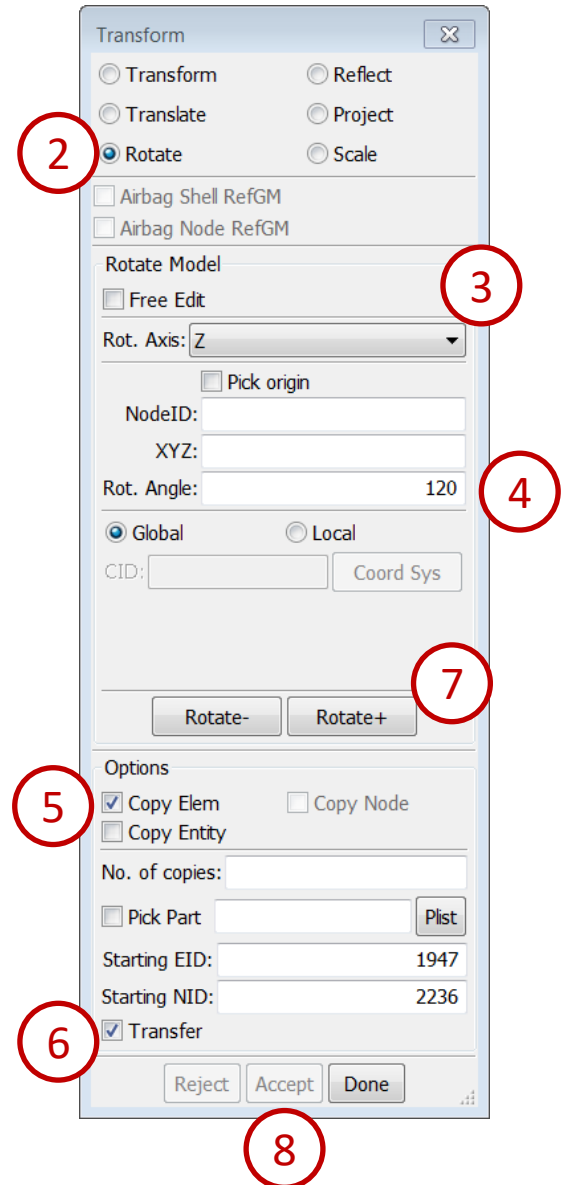 Transform
Transform Reflect
Translate Project
2 Rotate Scale
Airbag Shell RefGM
Airbag Node RefGM
Rotate Model
3
Free Edit
Rot. Axis: Z
Pick origin
NodeID:
XYZ:
Rot. Angle: 120 4
Global Local
CID: Coord Sys
7
Rotate- Rotate+
Options
5 Copy Elem Copy Node
Copy Entity
No. of copies:
Pick Part Plist
Starting EID: 1947
Starting NID: 2236
6 Transfer
Reject Accept Done
8